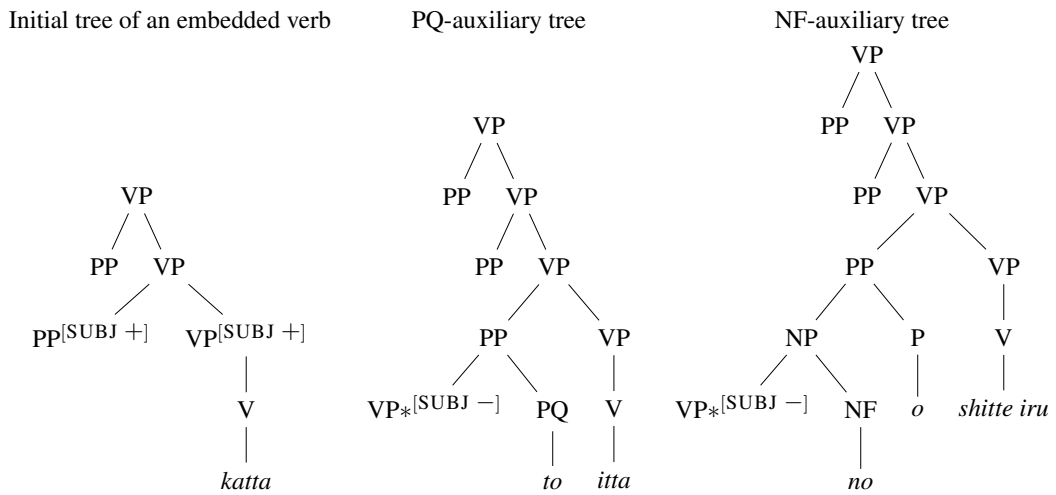 Initial tree of an embedded verb PQ-auxiliary tree NF-auxiliary tree
VP
PP VP
VP PP VP
VP PP VP PP VP
PP VP PP VP PP VP
PP[SUBJ +] VP[SUBJ +] PP VP NP P V
V VP*[SUBJ −] PQ V VP*[SUBJ −] NF o shitte iru
katta to itta no